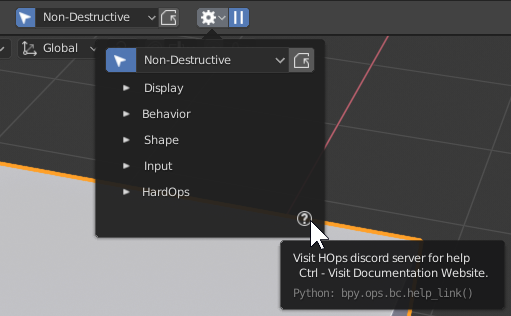 Non-Destructive
Global
Non-Destructive
Display
Behavior
Shape
Input
HardOps
Visit HOps discord server for help
Ctrl - Visit Documentation Website.
Python: bpy.ops.bc.help_link()